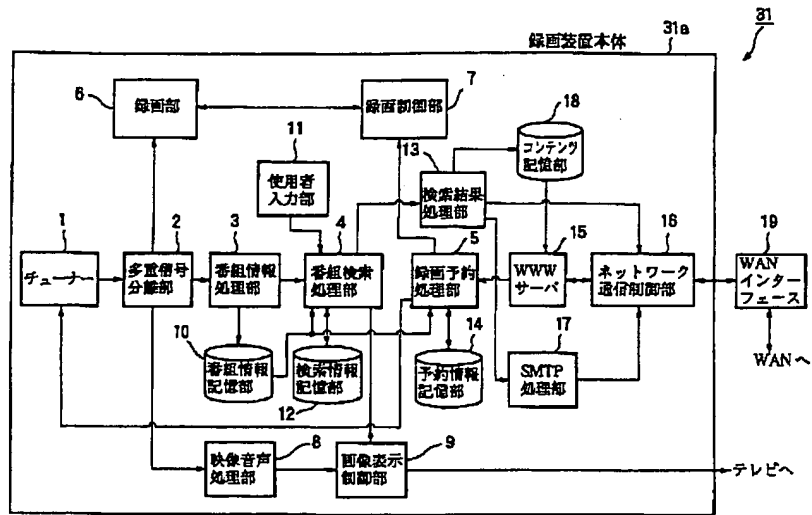 31
録画装置本体
31a
6
録画部
録画制御部
7
11
使用者
入力部
13
検索結果
処理部
18
コンテンツ
記憶部
1
チューナー
2
多重信号
分離部
3
番組情報
処理部
4
番組検索
処理部
5
録画予約
処理部
15
WWW
サーバ
16
ネットワーク
通信制御部
19
WAN
インター
フェース
10
番組情報
記憶部
検索情報
記憶部
12
14
予約情報
記憶部
17
SMTP
処理部
WANへ
8
映像音声
処理部
9
画像表示
制御部
テレビへ